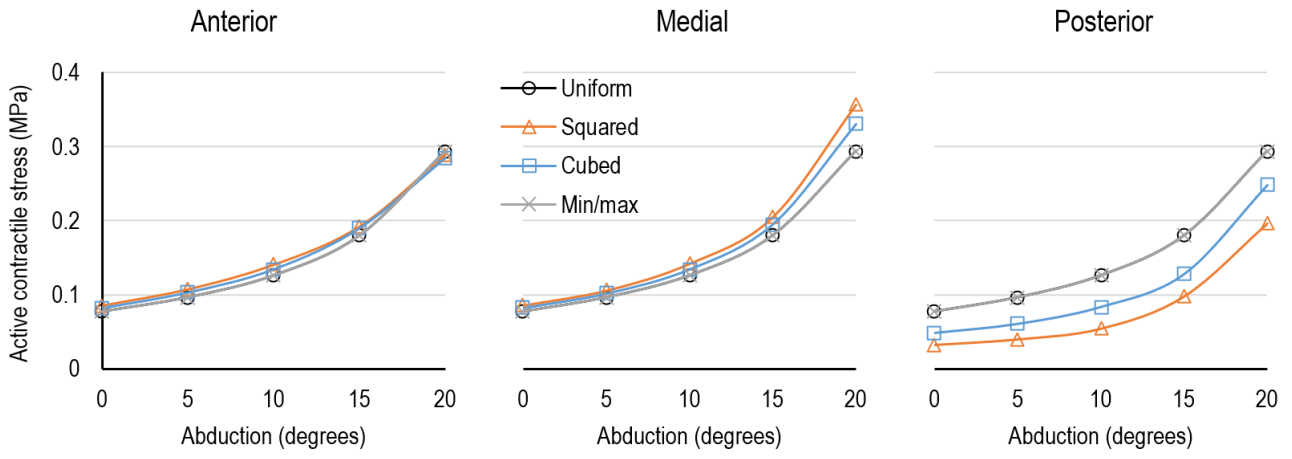 Anterior
Medial
Posterior
Active contractile stress (MPa)
0.4
0.3
0.2
0.1
0
Uniform
Squared
Cubed
Min/max
0 5 10 15 20
0 5 10 15 20
0 5 10 15 20
Abduction (degrees)
Abduction (degrees)
Abduction (degrees)